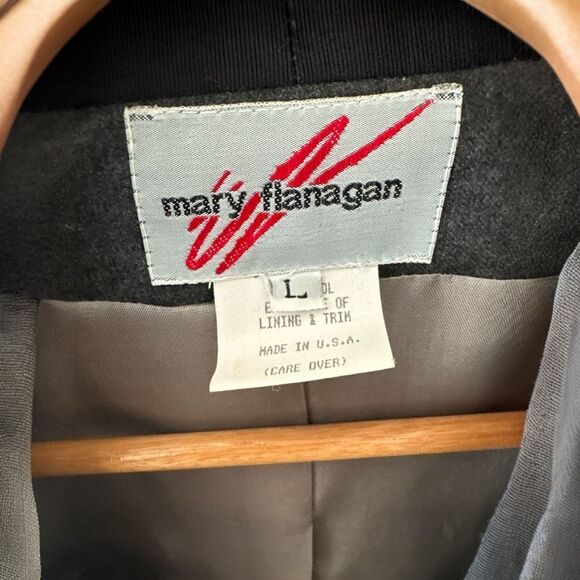 mary flanagan
L
OF
LINING & TRIM
MADE IN U.S.A.
(CARE OVER)